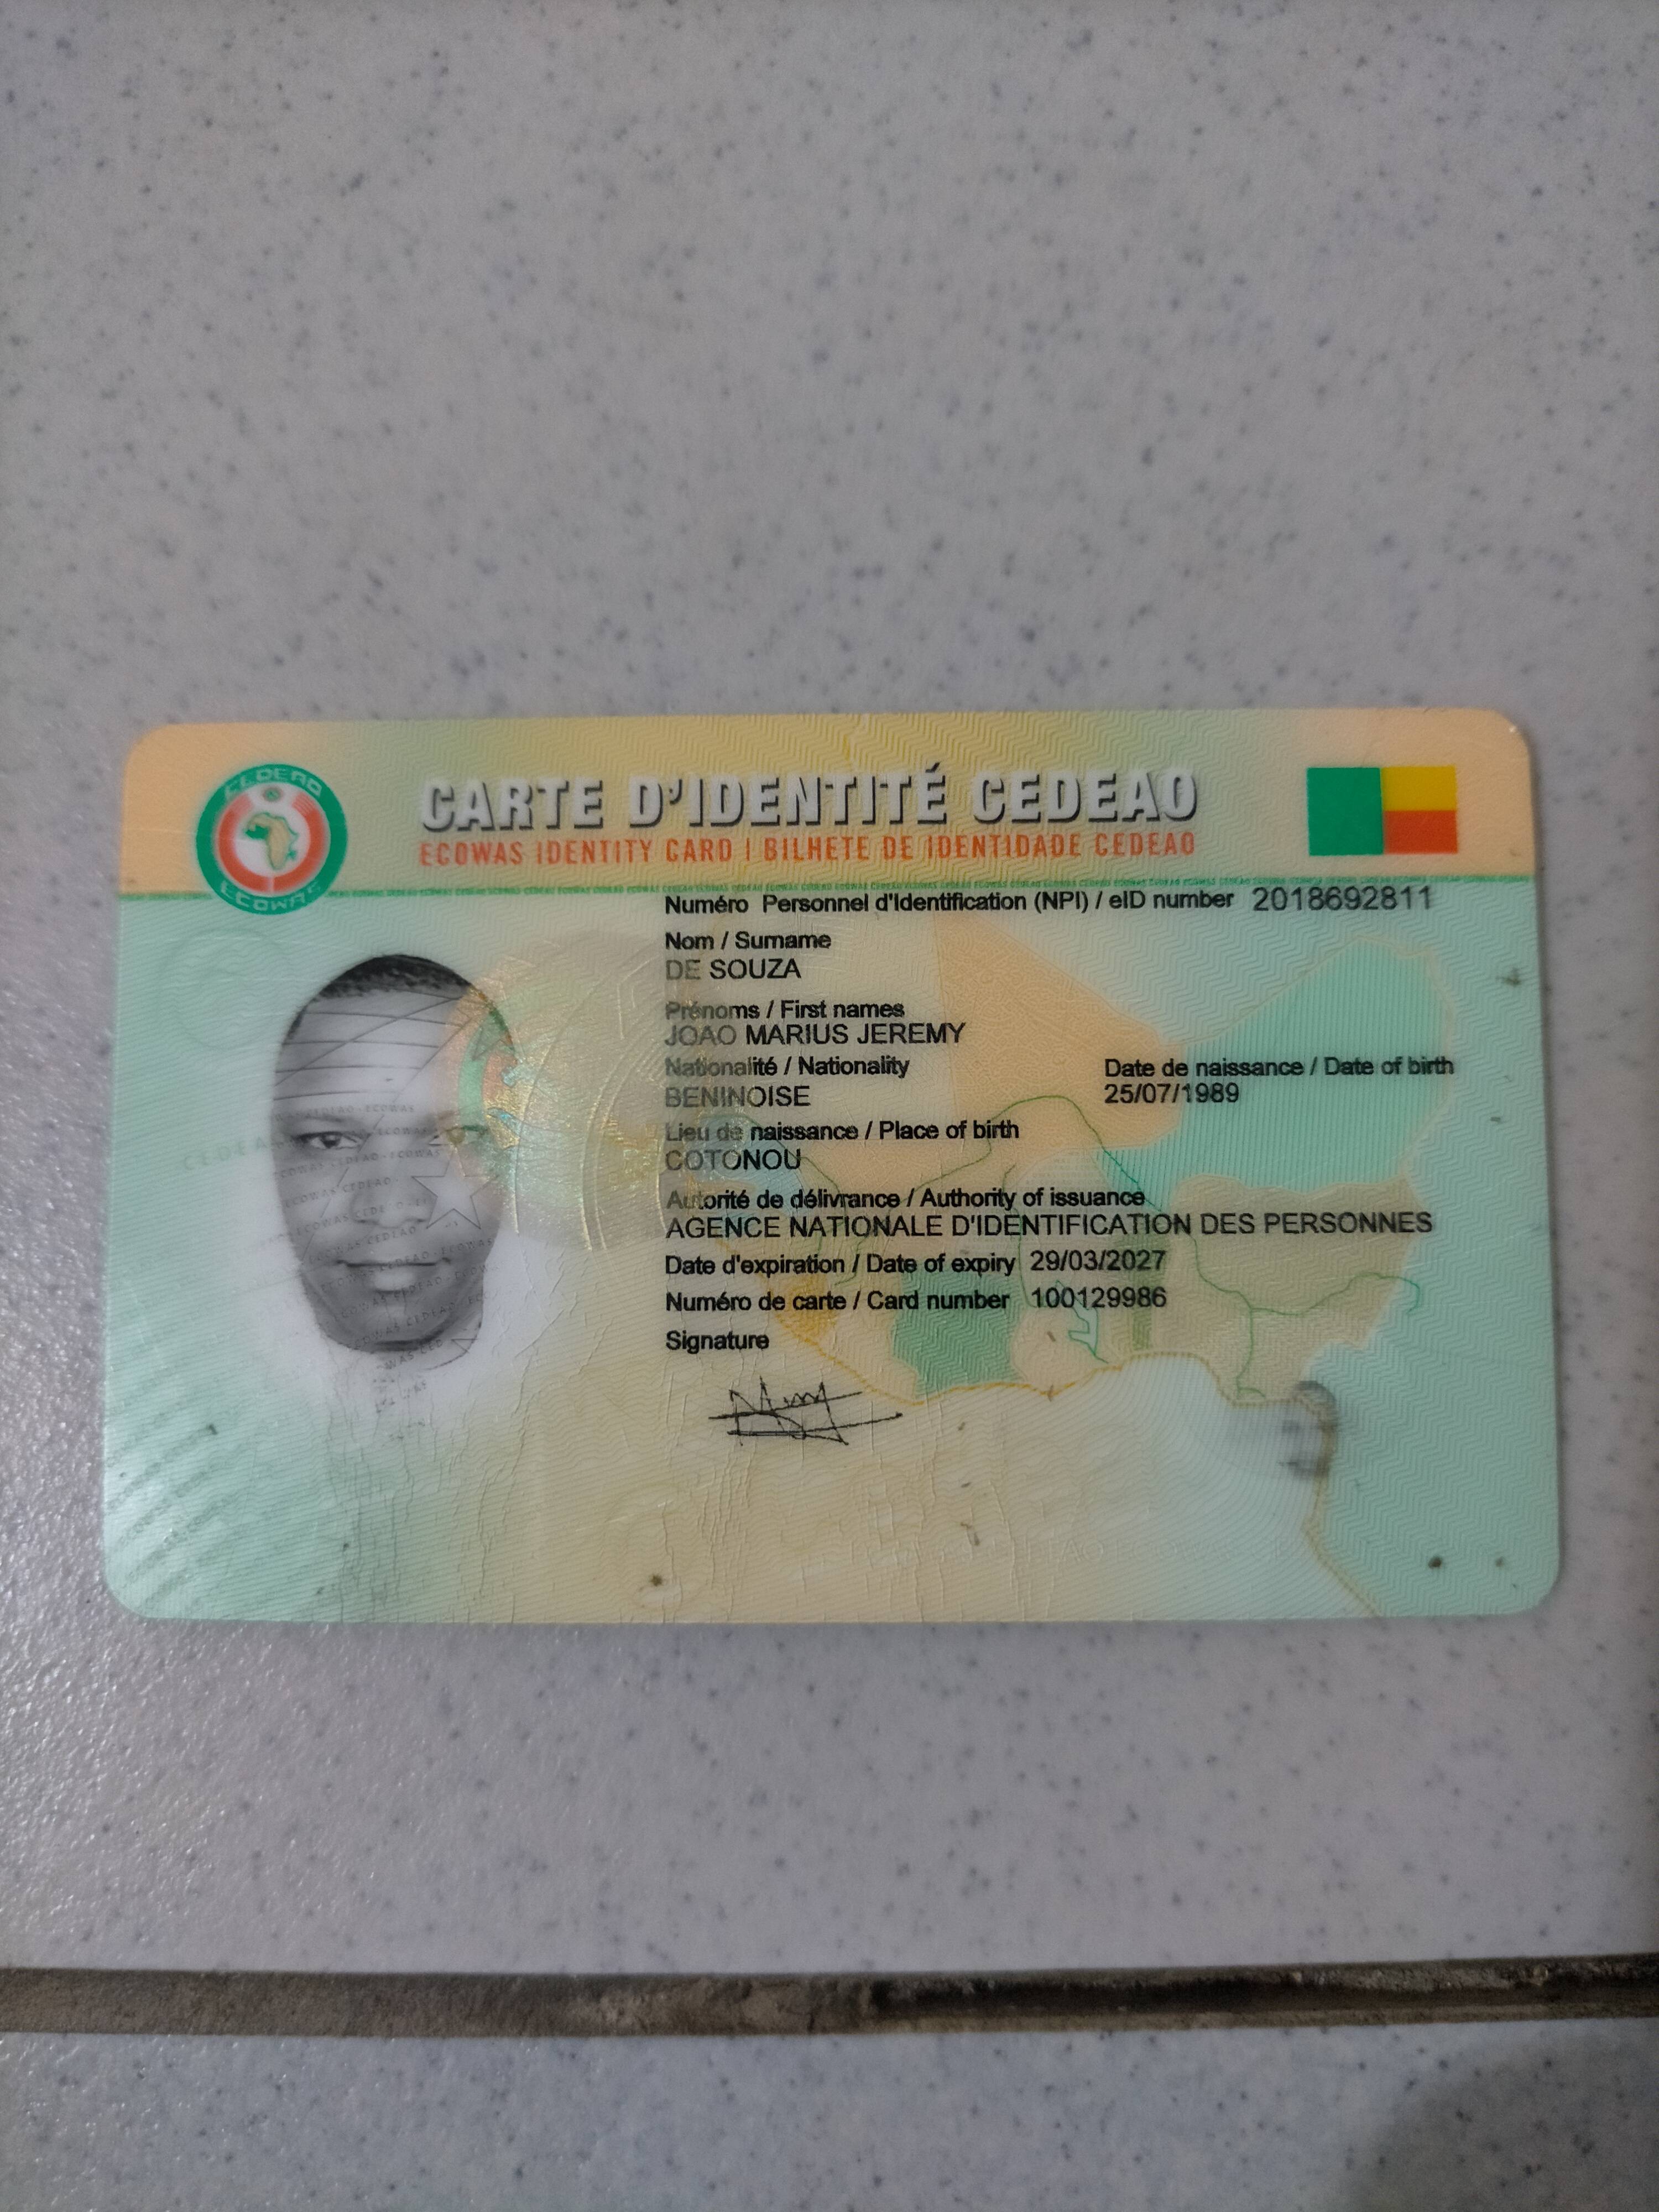 CEDEAO
ECOWAS
CARTE D'IDENTITÉ CEDEAO
ECOWAS IDENTITY CARD | BILHETE DE IDENTIDADE CEDEAO
Numéro Personnel d'Identification (NPI) / eID number 2018692811
Nom / Surname
DE SOUZA
Prénoms / First names
JOAO MARIUS JEREMY
Nationalité / Nationality
BENINOISE
Date de naissance / Date of birth
25/07/1989
Lieu de naissance / Place of birth
COTONOU
Autorité de délivrance / Authority of issuance
AGENCE NATIONALE D'IDENTIFICATION DES PERSONNES
Date d'expiration / Date of expiry 29/03/2027
Numéro de carte / Card number 100129986
Signature